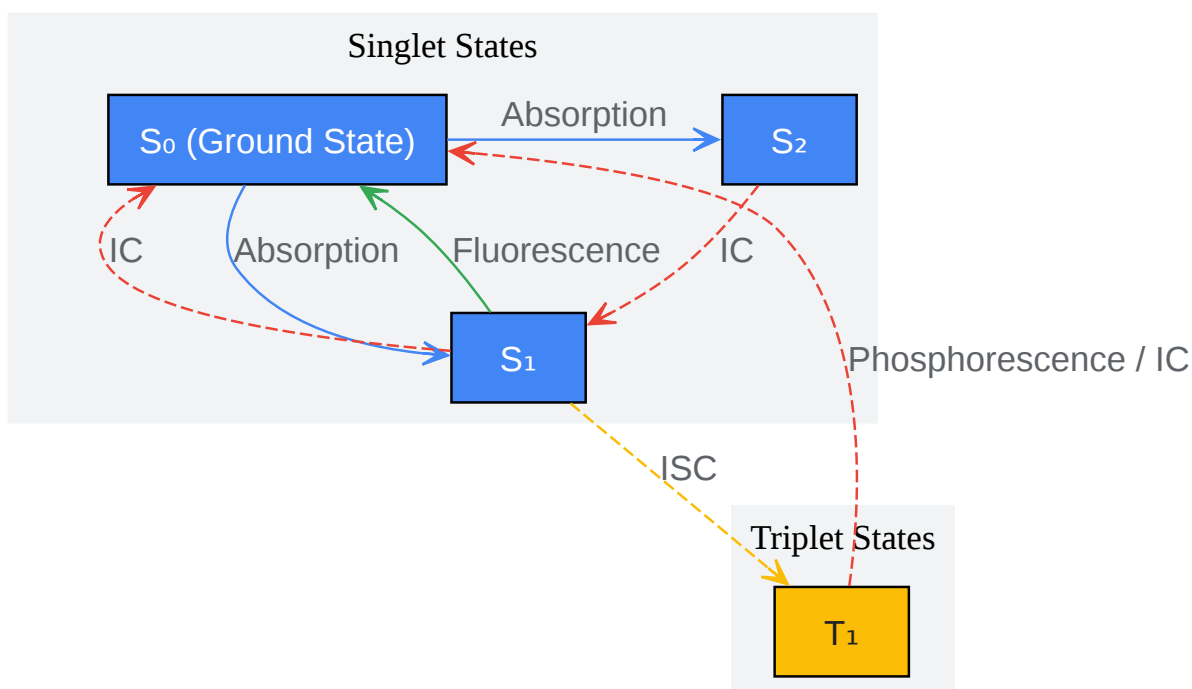 Singlet States
S₀ (Ground State)
Absorption
S₂
IC
Absorption
Fluorescence
IC
S₁
Phosphorescence / IC
ISC
Triplet States
T₁